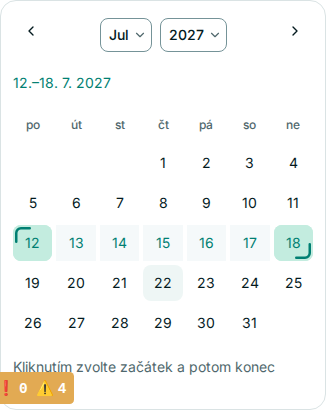 Jul 2027
12.–18. 7. 2027
po út st čt pá so ne
1 2 3 4
5 6 7 8 9 10 11
12 13 14 15 16 17 18
19 20 21 22 23 24 25
26 27 28 29 30 31
Kliknutím zvolte začátek a potom konec
❗ 0 ⚠️ 4